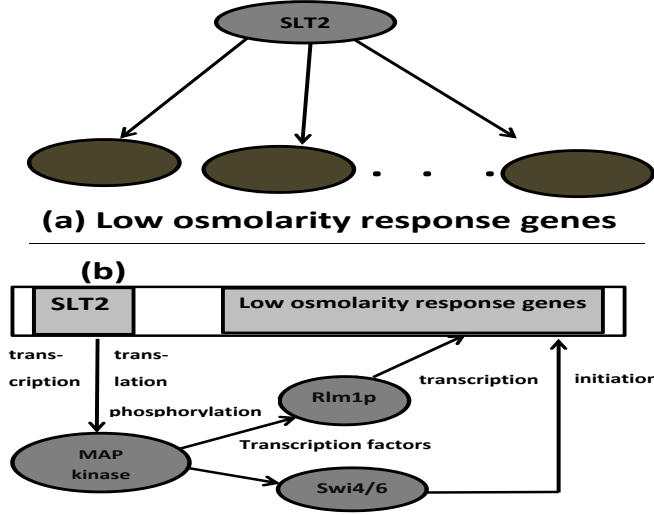 SLT2
(a) Low osmolarity response genes
(b)
SLT2
Low osmolarity response genes
trans-
cription
trans-
lation
phosphorylation
Rlm1p
transcription
initiation
Transcription factors
MAP
kinase
Swi4/6